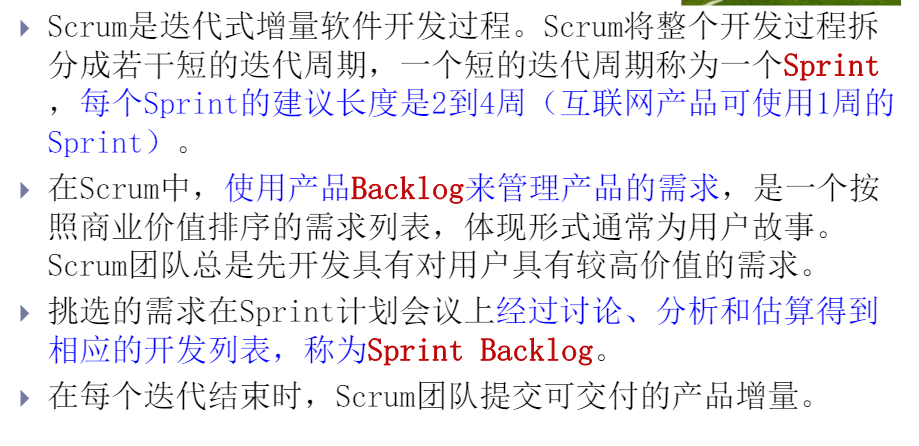 Scrum是迭代式增量软件开发过程。Scrum将整个开发过程拆
分成若干短的迭代周期，一个短的迭代周期称为一个Sprint
，每个Sprint的建议长度是2到4周（互联网产品可使用1周的
Sprint）。
在Scrum中，使用产品Backlog来管理产品的需求，是一个按
照商业价值排序的需求列表，体现形式通常为用户故事。
Scrum团队总是先开发具有对用户具有较高价值的需求。
挑选的需求在Sprint计划会议上经过讨论、分析和估算得到
相应的开发列表，称为Sprint Backlog。
在每个迭代结束时，Scrum团队提交可交付的产品增量。